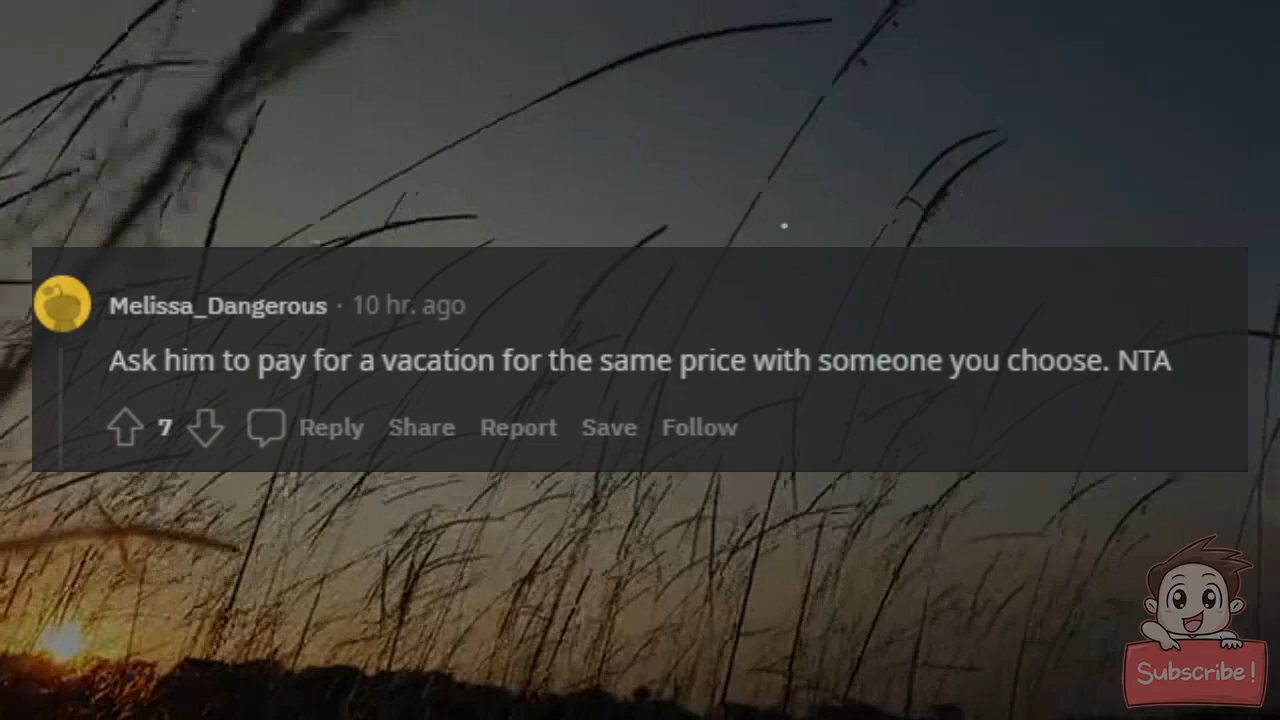 Melissa_Dangerous · 10 hr. ago
Ask him to pay for a vacation for the same price with someone you choose. NTA
7 Reply Share Report Save Follow
Subscribe!